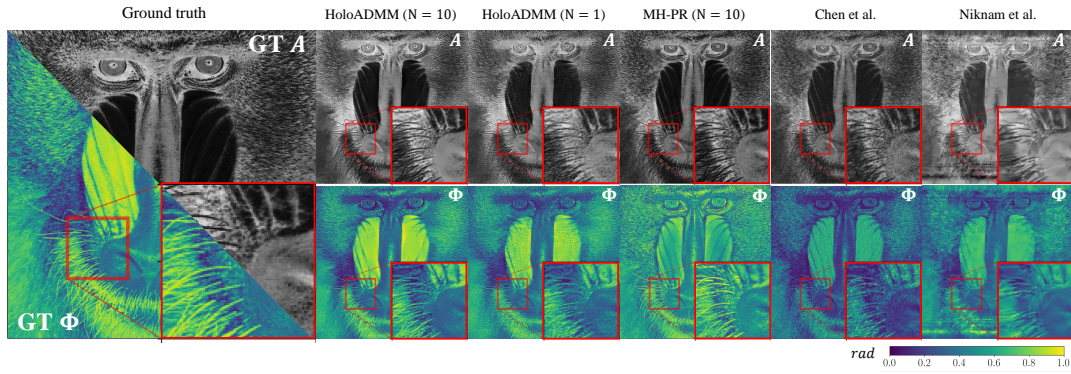 Ground truth
HoloADMM (N = 10)
HoloADMM (N = 1)
MH-PR (N = 10)
Chen et al.
Niknam et al.
GT A
A
A
A
A
A
GT Φ
Φ
Φ
Φ
Φ
Φ
rad
0.0 0.2 0.4 0.6 0.8 1.0